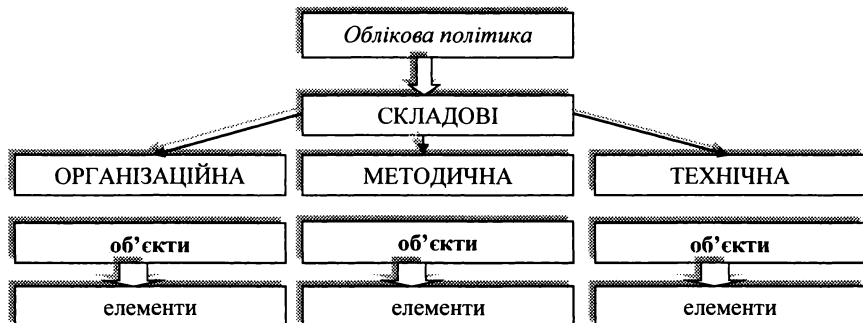 Облікова політика
СКЛАДОВІ
ОРГАНІЗАЦІЙНА МЕТОДИЧНА ТЕХНІЧНА
об’єкти об’єкти об’єкти
елементи елементи елементи